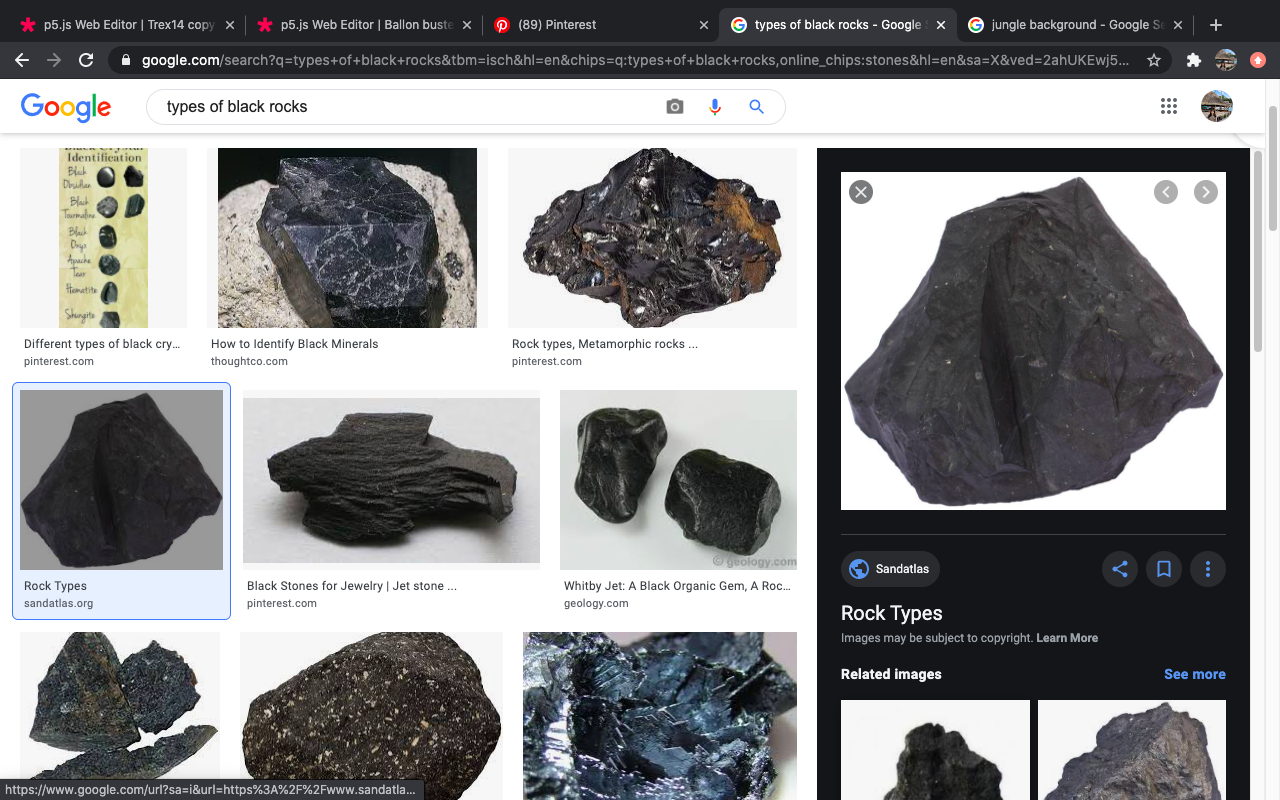 p5.js Web Editor | Trex14 copy
p5.js Web Editor | Ballon buste
(89) Pinterest
types of black rocks - Google
jungle background - Google Se
google.com/search?q=types+of+black+rocks&tbm=isch&hl=en&chips=q:types+of+black+rocks,online_chips:stones&hl=en&sa=X&ved=2ahUKEwj5...
Google
types of black rocks
Black Crystal
Identification
Black
Obsidian
Black
Tourmaline
Black
Onyx
Apache
Tear
Hematite
Shungite
Different types of black cry...
pinterest.com
How to Identify Black Minerals
thoughtco.com
Rock types, Metamorphic rocks ...
pinterest.com
Rock Types
sandatlas.org
Black Stones for Jewelry | Jet stone ...
pinterest.com
© geology.com
Whitby Jet: A Black Organic Gem, A Roc...
geology.com
Sandatlas
Rock Types
Images may be subject to copyright. Learn More
Related images
See more
https://www.google.com/url?sa=i&url=https%3A%2F%2Fwww.sandatla...